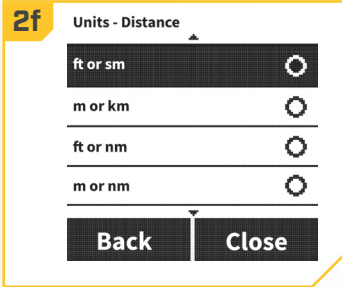 2f
Units - Distance
ft or sm
m or km
ft or nm
m or nm
Back Close